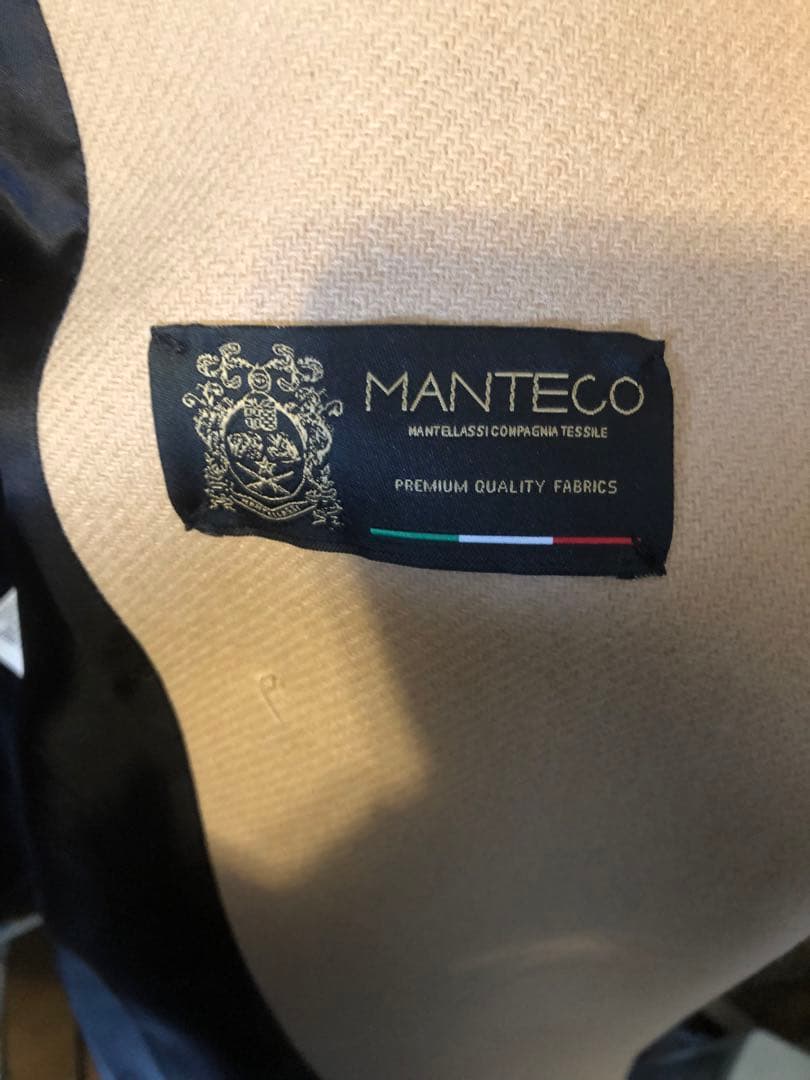 MANTECO
MANTELLASSI COMPAGNIA TESSILE
PREMIUM QUALITY FABRICS